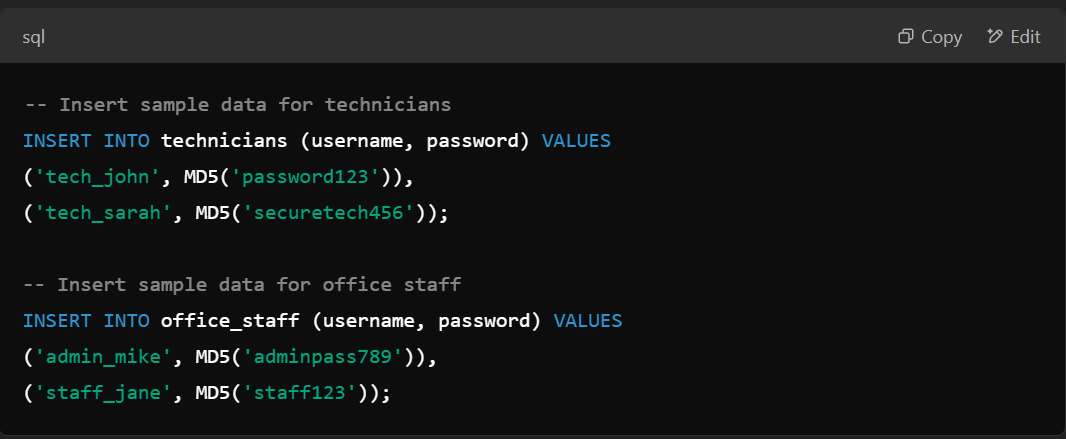 sql
Copy
Edit
-- Insert sample data for technicians
INSERT INTO technicians (username, password) VALUES
('tech_john', MD5('password123')),
('tech_sarah', MD5('securetech456'));
-- Insert sample data for office staff
INSERT INTO office_staff (username, password) VALUES
('admin_mike', MD5('adminpass789')),
('staff_jane', MD5('staff123'));